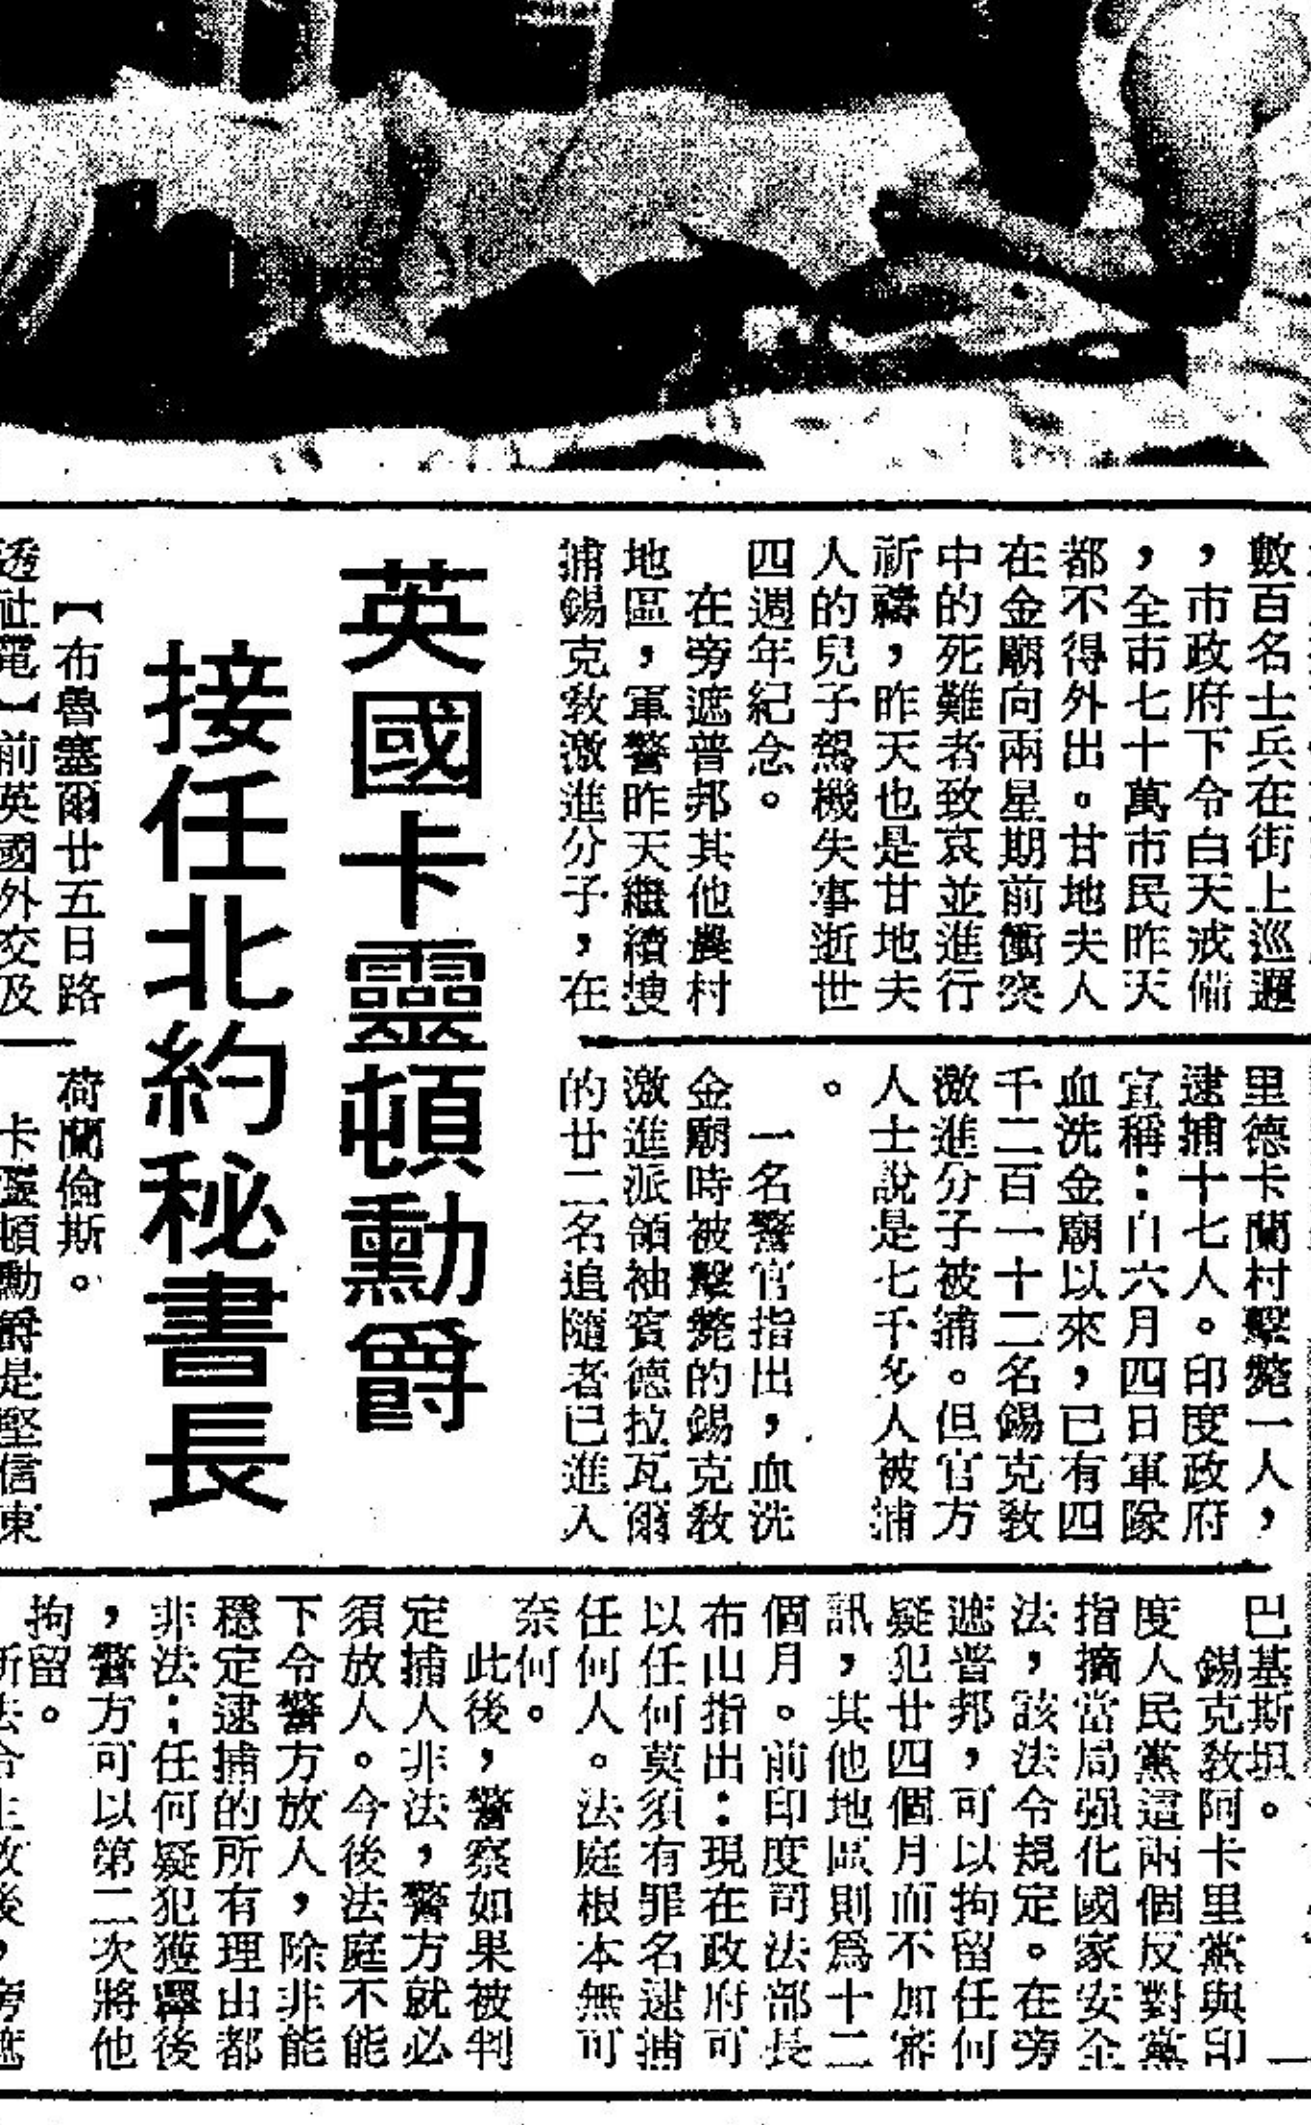 數百名士兵在街上巡邏
，市政府下令白天戒備
，全市七十萬市民昨天
都不得外出。甘地夫人
在金廟向兩星期前衝突
中的死難者致哀並進行
祈禱，昨天也是甘地夫
人的兒子駕機失事逝世
四週年紀念。
在旁遮普邦其他農村
地區，軍警昨天繼續搜
捕錫克敎激進分子，在
里德卡蘭村擊斃一人，
逮捕十七人。印度政府
宣稱：自六月四日軍隊
血洗金廟以來，已有四
千二百一十二名錫克敎
激進分子被捕。但官方
人士說是七千多人被捕
。
一名警官指出，血洗
金廟時被擊斃的錫克敎
激進派領袖賓德拉瓦爾
的廿二名追隨者已進入
巴基斯坦。
錫克敎阿卡里黨與印
度人民黨這兩個反對黨
指摘當局强化國家安全
法，該法令規定。在旁
遮普邦，可以拘留任何
疑犯廿四個月而不加審
訊，其他地區則爲十二
個月。前印度司法部長
布山指出：現在政府可
以任何莫須有罪名逮捕
任何人。法庭根本無可
奈何。
此後，警察如果被判
定捕人非法，警方就必
須放人。今後法庭不能
下令警方放人，除非能
穩定逮捕的所有理由都
非法：任何疑犯獲釋後
，警方可以第二次將他
拘留。
英國卡靈頓勳爵
接任北約秘書長
【布魯塞爾廿五日路
透社電】前英國外交及
荷蘭倫斯。
卡靈頓勳爵是堅信東